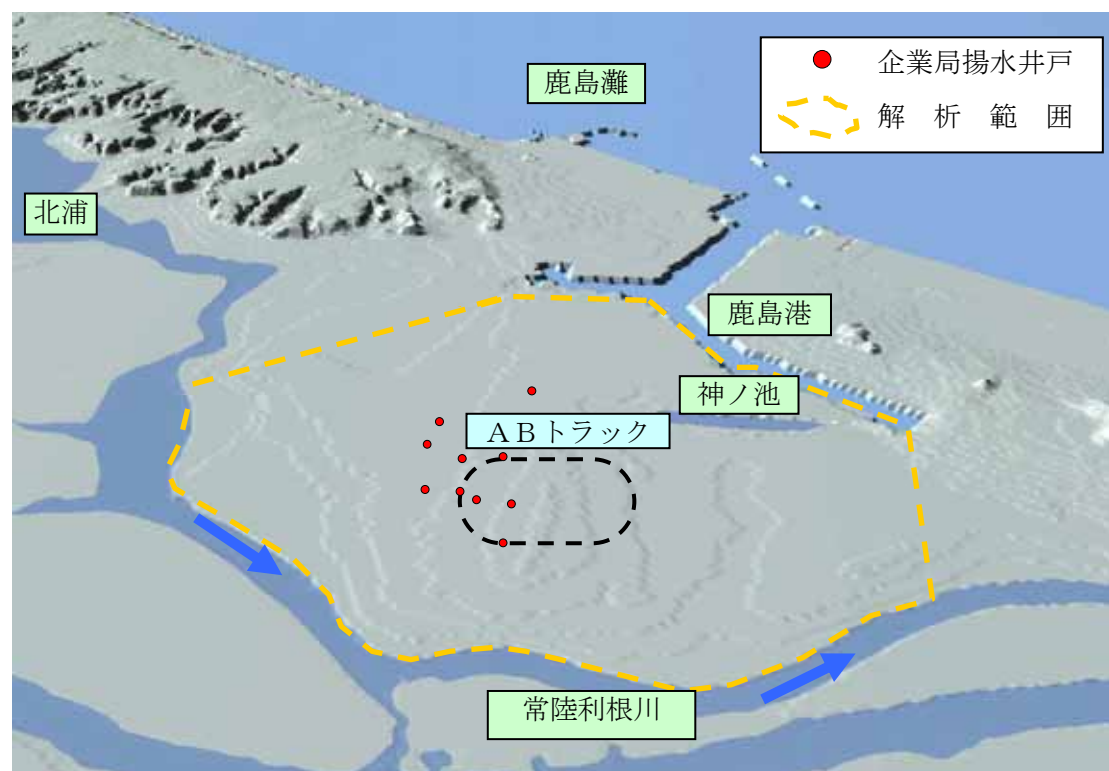 鹿島灘
企業局揚水井戸
解 析 範 囲
北浦
鹿島港
神ノ池
ＡＢトラック
常陸利根川